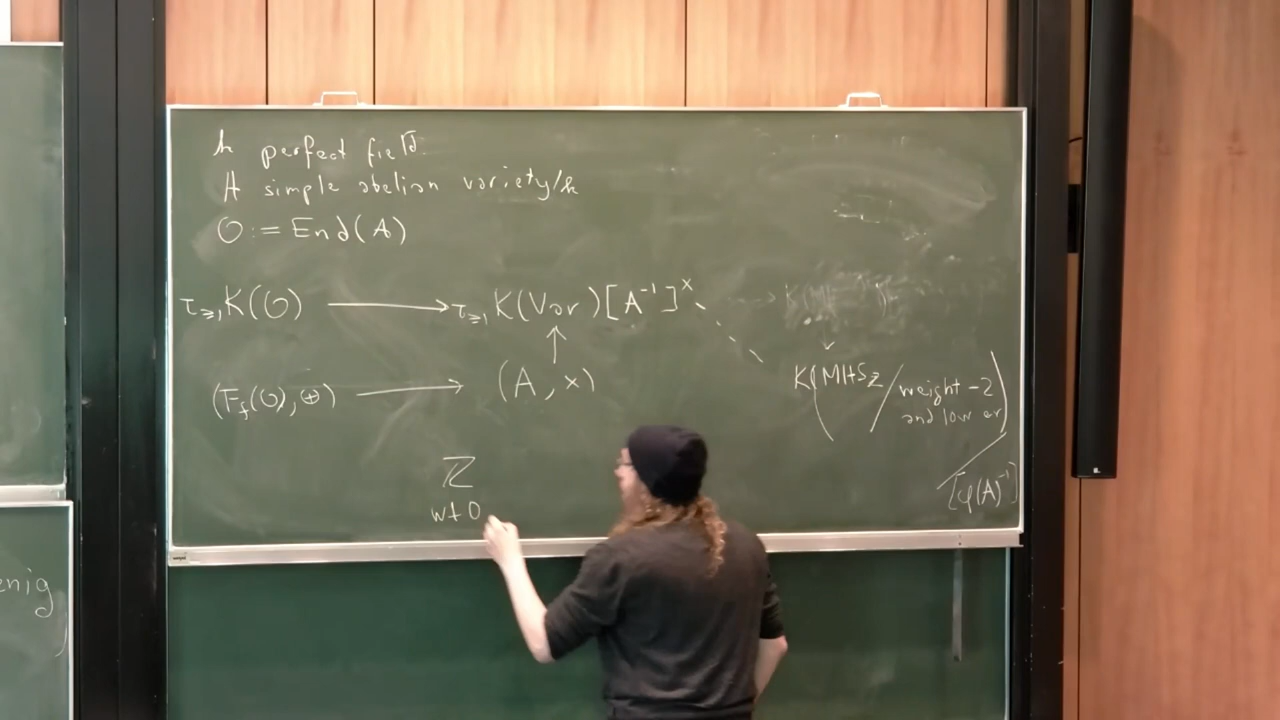 k perfect field.
A simple abelian variety/k
O := End(A)
τ≥1 K(O) ⟶ τ≥1 K(Var)[A⁻¹]ˣ
K(MHS_ℤ / weight -2 and lower) / [φ(A)⁻¹]
(F_f(O), ⊕) ⟶ (A, x)
ℤ
wt 0
enig